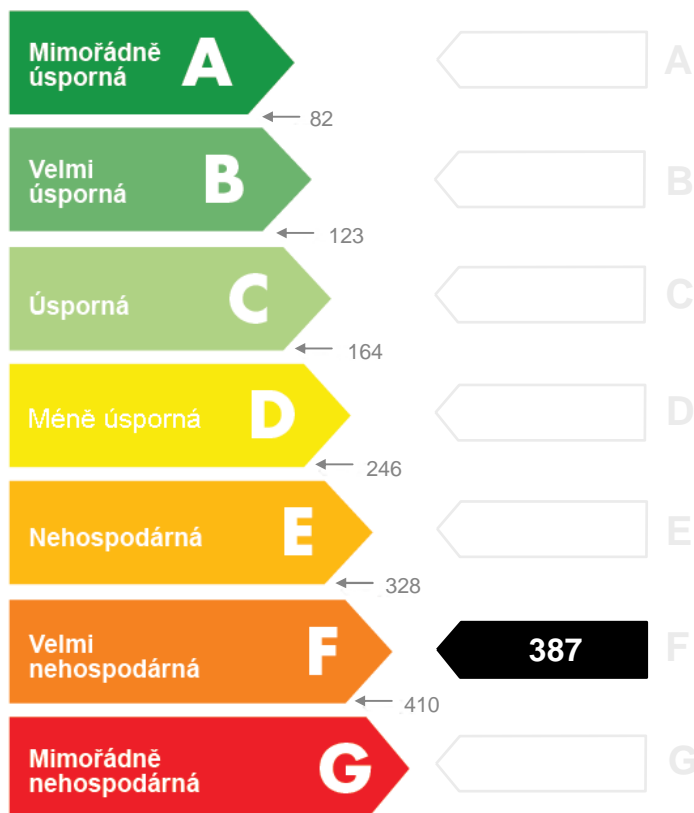 Mimořádně
úsporná
A
A
82
Velmi
úsporná
B
B
123
Úsporná
C
C
164
Méně úsporná
D
D
246
Nehospodárná
E
E
328
Velmi
nehospodárná
F
387
F
410
Mimořádně
nehospodárná
G
G